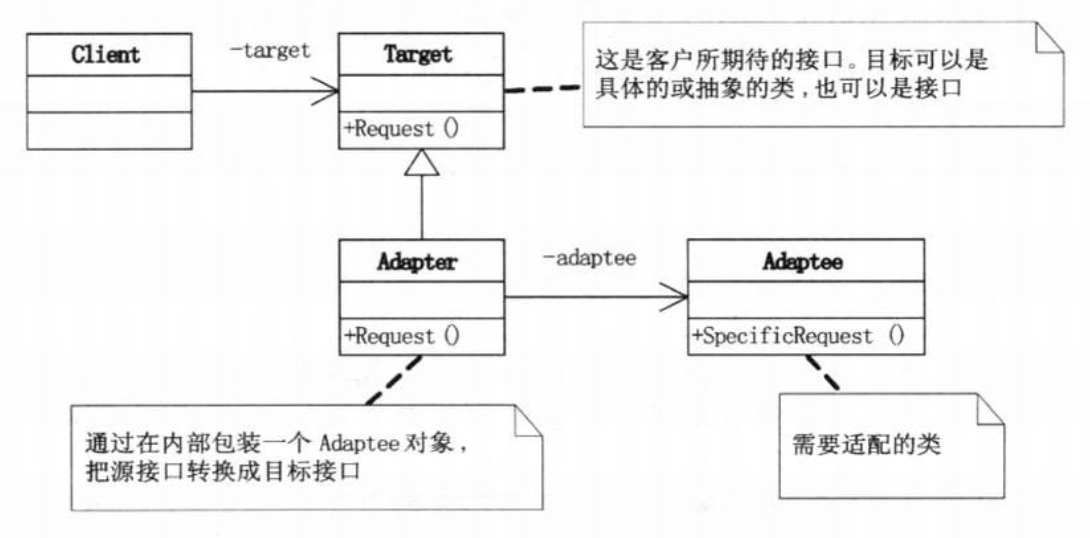 Client
-target
Target
+Request ()
这是客户所期待的接口。目标可以是
具体的或抽象的类,也可以是接口
Adapter
+Request ()
-adaptee
Adaptee
+SpecificRequest ()
通过在内部包装一个 Adaptee 对象,
把源接口转换成目标接口
需要适配的类